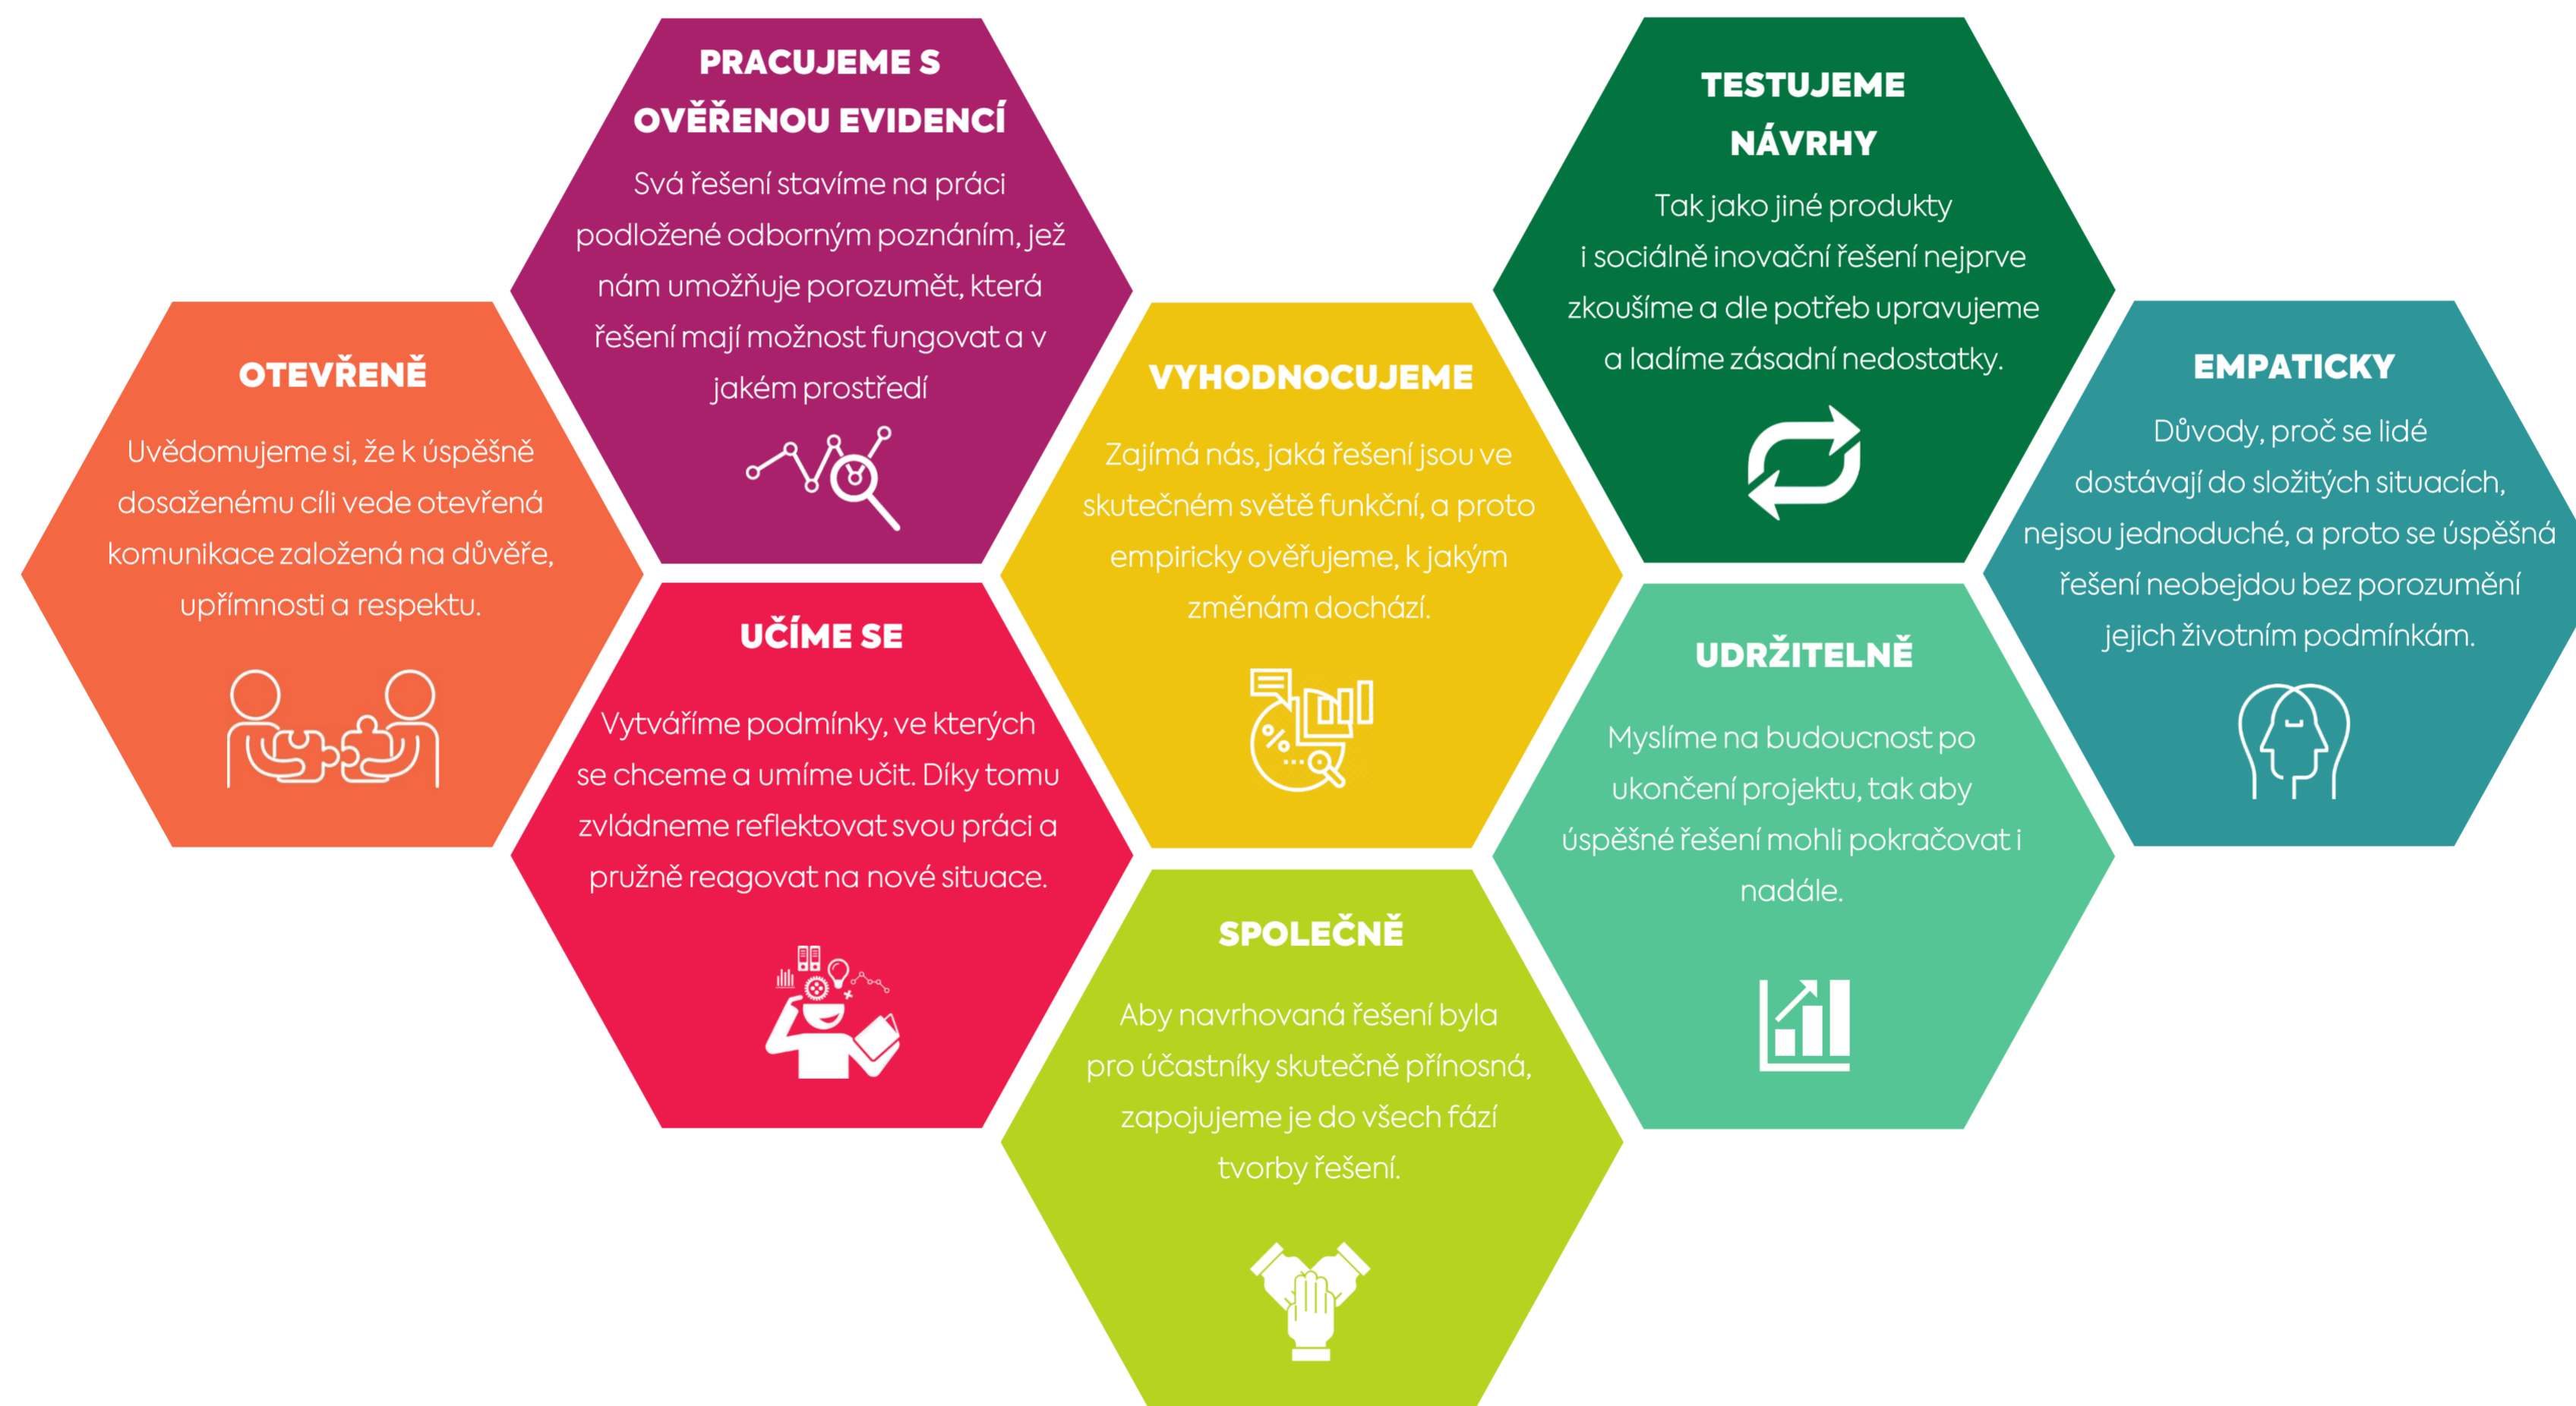 OTEVŘENĚ
Uvědomujeme si, že k úspěšně
dosaženému cíli vede otevřená
komunikace založená na důvěře,
upřímnosti a respektu.
PRACUJEME S
OVĚŘENOU EVIDENCÍ
Svá řešení stavíme na práci
podložené odborným poznáním, jež
nám umožňuje porozumět, která
řešení mají možnost fungovat a v
jakém prostředí
UČÍME SE
Vytváříme podmínky, ve kterých
se chceme a umíme učit. Díky tomu
zvládneme reflektovat svou práci a
pružně reagovat na nové situace.
VYHODNOCUJEME
Zajímá nás, jaká řešení jsou ve
skutečném světě funkční, a proto
empiricky ověřujeme, k jakým
změnám dochází.
%
SPOLEČNĚ
Aby navrhovaná řešení byla
pro účastníky skutečně přínosná,
zapojujeme je do všech fází
tvorby řešení.
TESTUJEME
NÁVRHY
Tak jako jiné produkty
i sociálně inovační řešení nejprve
zkoušíme a dle potřeb upravujeme
a ladíme zásadní nedostatky.
UDRŽITELNĚ
Myslíme na budoucnost po
ukončení projektu, tak aby
úspěšné řešení mohli pokračovat i
nadále.
EMPATICKY
Důvody, proč se lidé
dostávají do složitých situacích,
nejsou jednoduché, a proto se úspěšná
řešení neobejdou bez porozumění
jejich životním podmínkám.